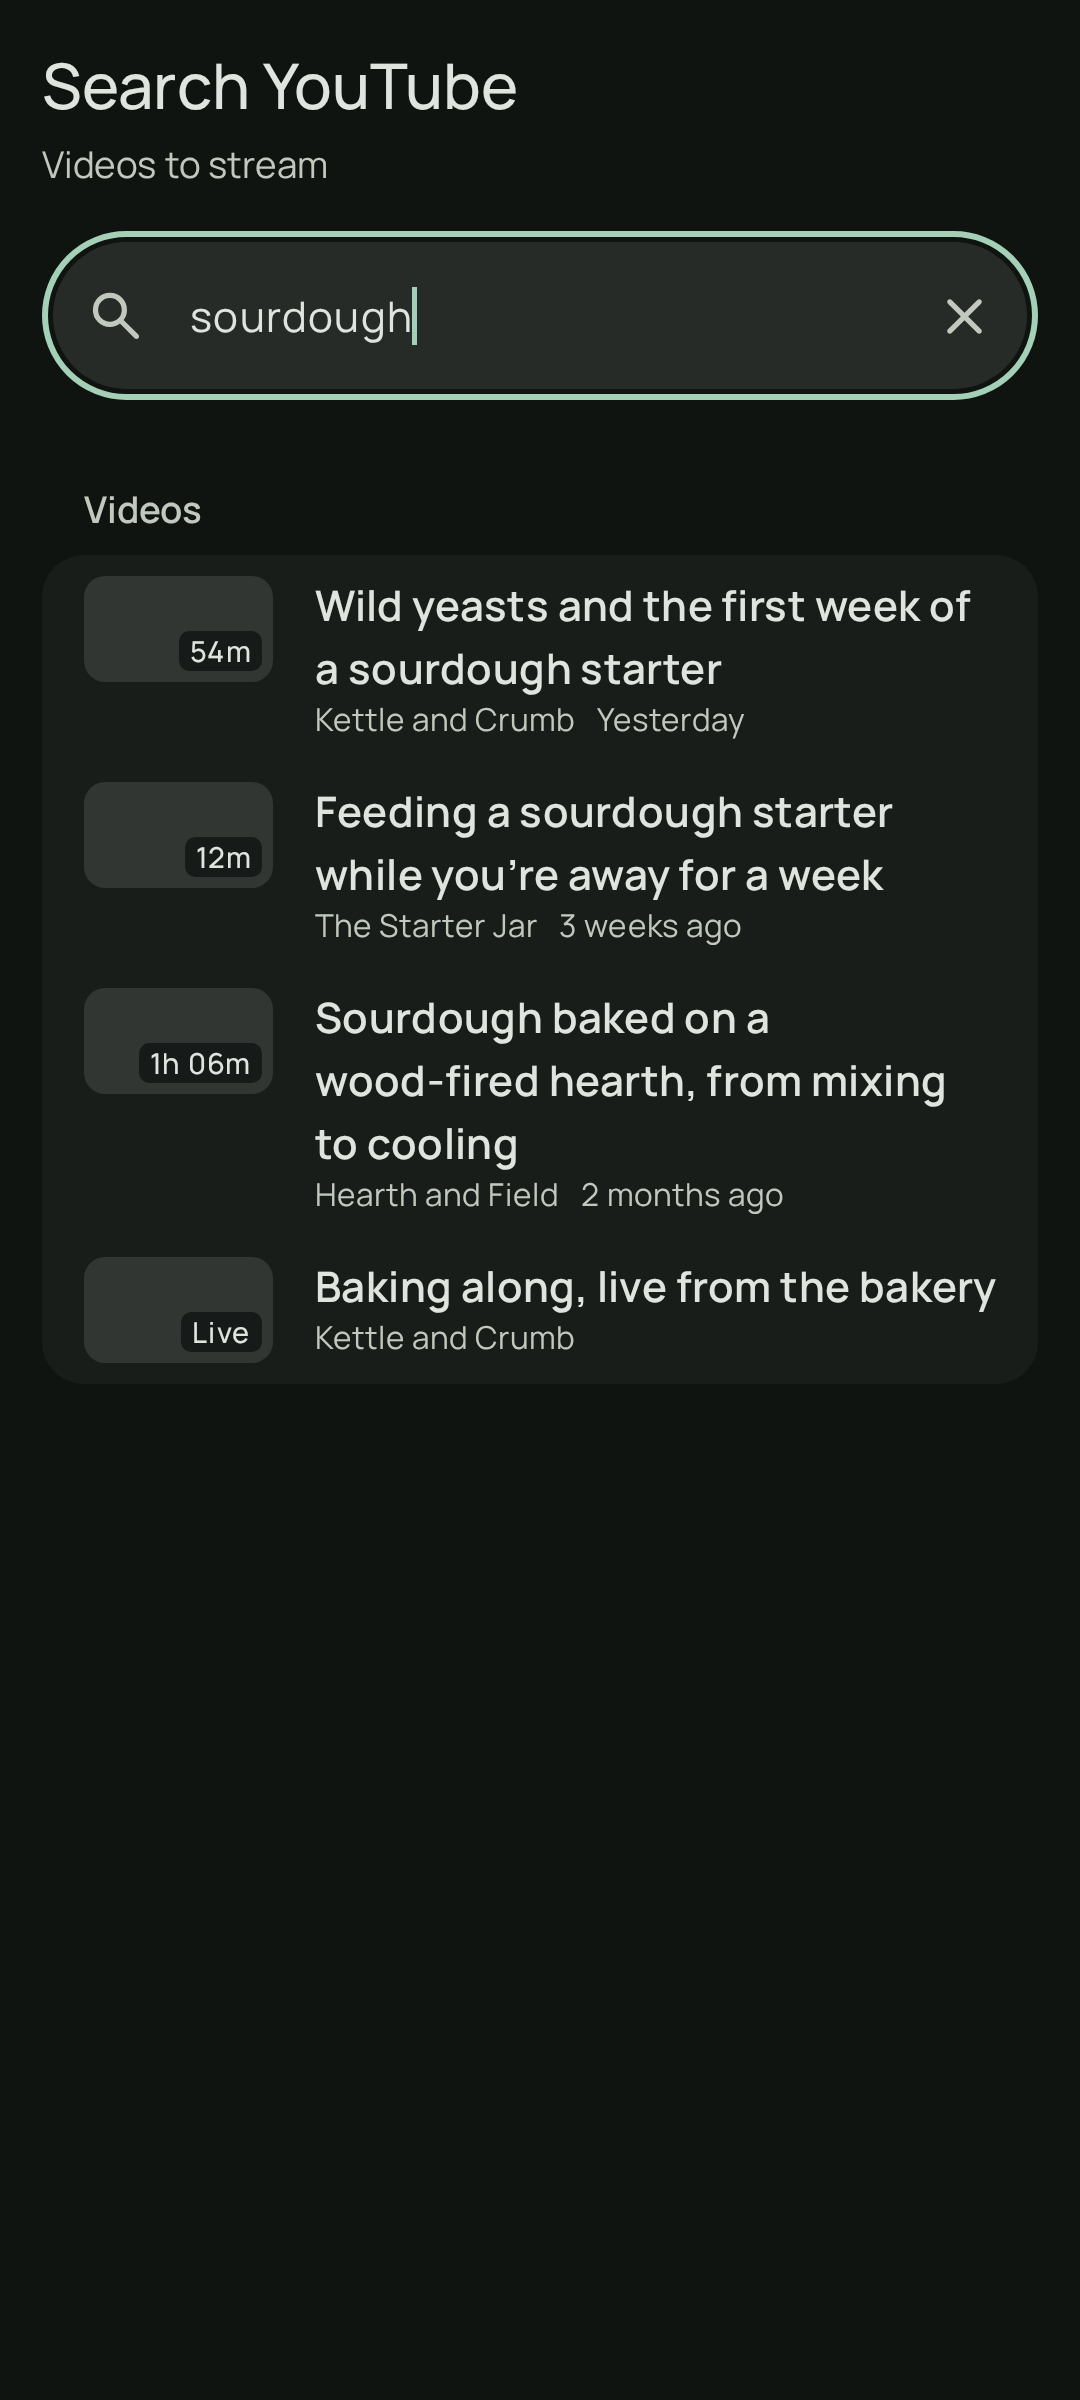 Search YouTube
Videos to stream
sourdough
Videos
54m
Wild yeasts and the first week of
a sourdough starter
Kettle and Crumb Yesterday
12m
Feeding a sourdough starter
while you’re away for a week
The Starter Jar 3 weeks ago
1h 06m
Sourdough baked on a
wood-fired hearth, from mixing
to cooling
Hearth and Field 2 months ago
Live
Baking along, live from the bakery
Kettle and Crumb